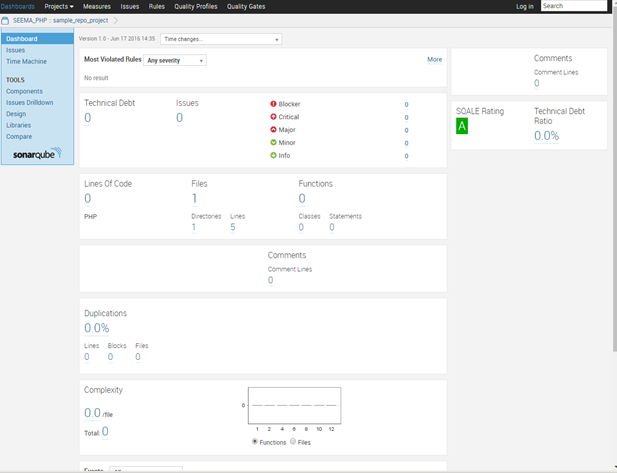 Dashboards Projects Measures Issues Rules Quality Profiles Quality Gates Log in Search
SEEMA_PHP :: sample_repo_project
Dashboard
Issues
Time Machine
TOOLS
Components
Issues Drilldown
Design
Libraries
Compare
sonarqube
Version 1.0 - Jun 17 2016 14:35 Time changes...
Most Violated Rules Any severity More
No result
Technical Debt
0
Issues
0
Blocker 0
Critical 0
Major 0
Minor 0
Info 0
Lines Of Code
0
PHP
Files
1
Directories Lines
1 5
Functions
0
Classes Statements
0 0
Comments
Comment Lines
0
Duplications
0.0%
Lines Blocks Files
0 0 0
Complexity
0.0 /file
Total: 0
0
1 2 4 6 8 10 12
Functions Files
Events All
Comments
Comment Lines
0
SQALE Rating
A
Technical Debt
Ratio
0.0%